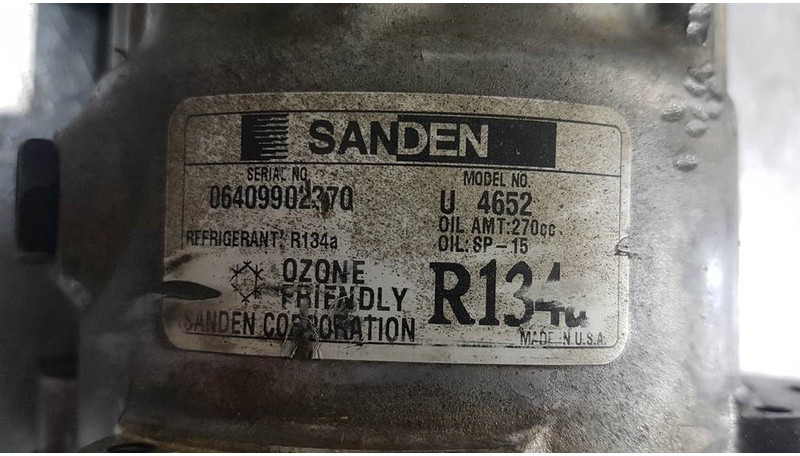 SANDEN
SERIAL NO. MODEL NO.
06409902370 U 4652
OIL AMT:270cc
REFRIGERANT: R134a OIL: SP-15
OZONE
FRIENDLY R134a
SANDEN CORPORATION MADE IN U.S.A.